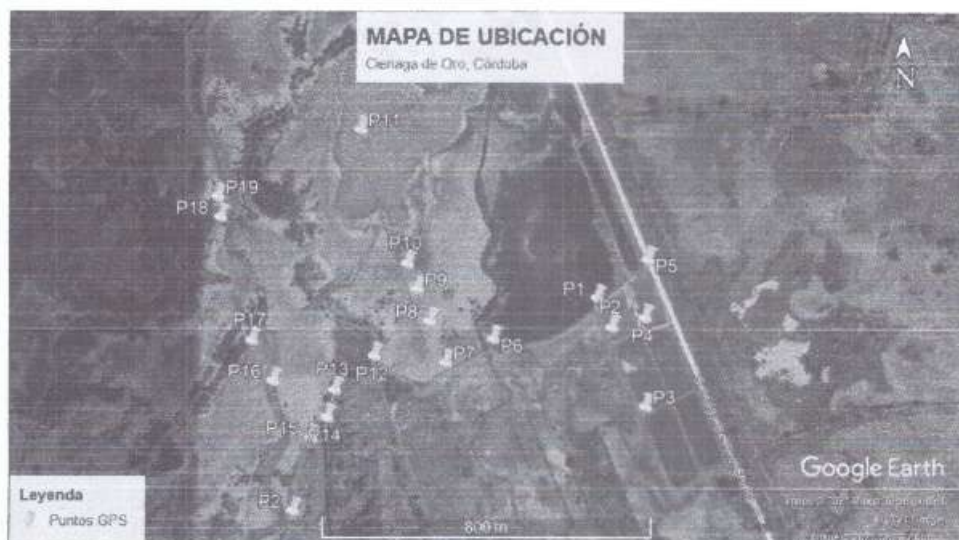 MAPA DE UBICACIÓN
Cienaga de Oro, Córdoba
N
P11
P19
P18
P10
P5
P9
P1
P8
P2
P4
P17
P6
P7
P12
P13
P16
P3
P15
P14
Google Earth
Leyenda
Puntos GPS
P2
800 m